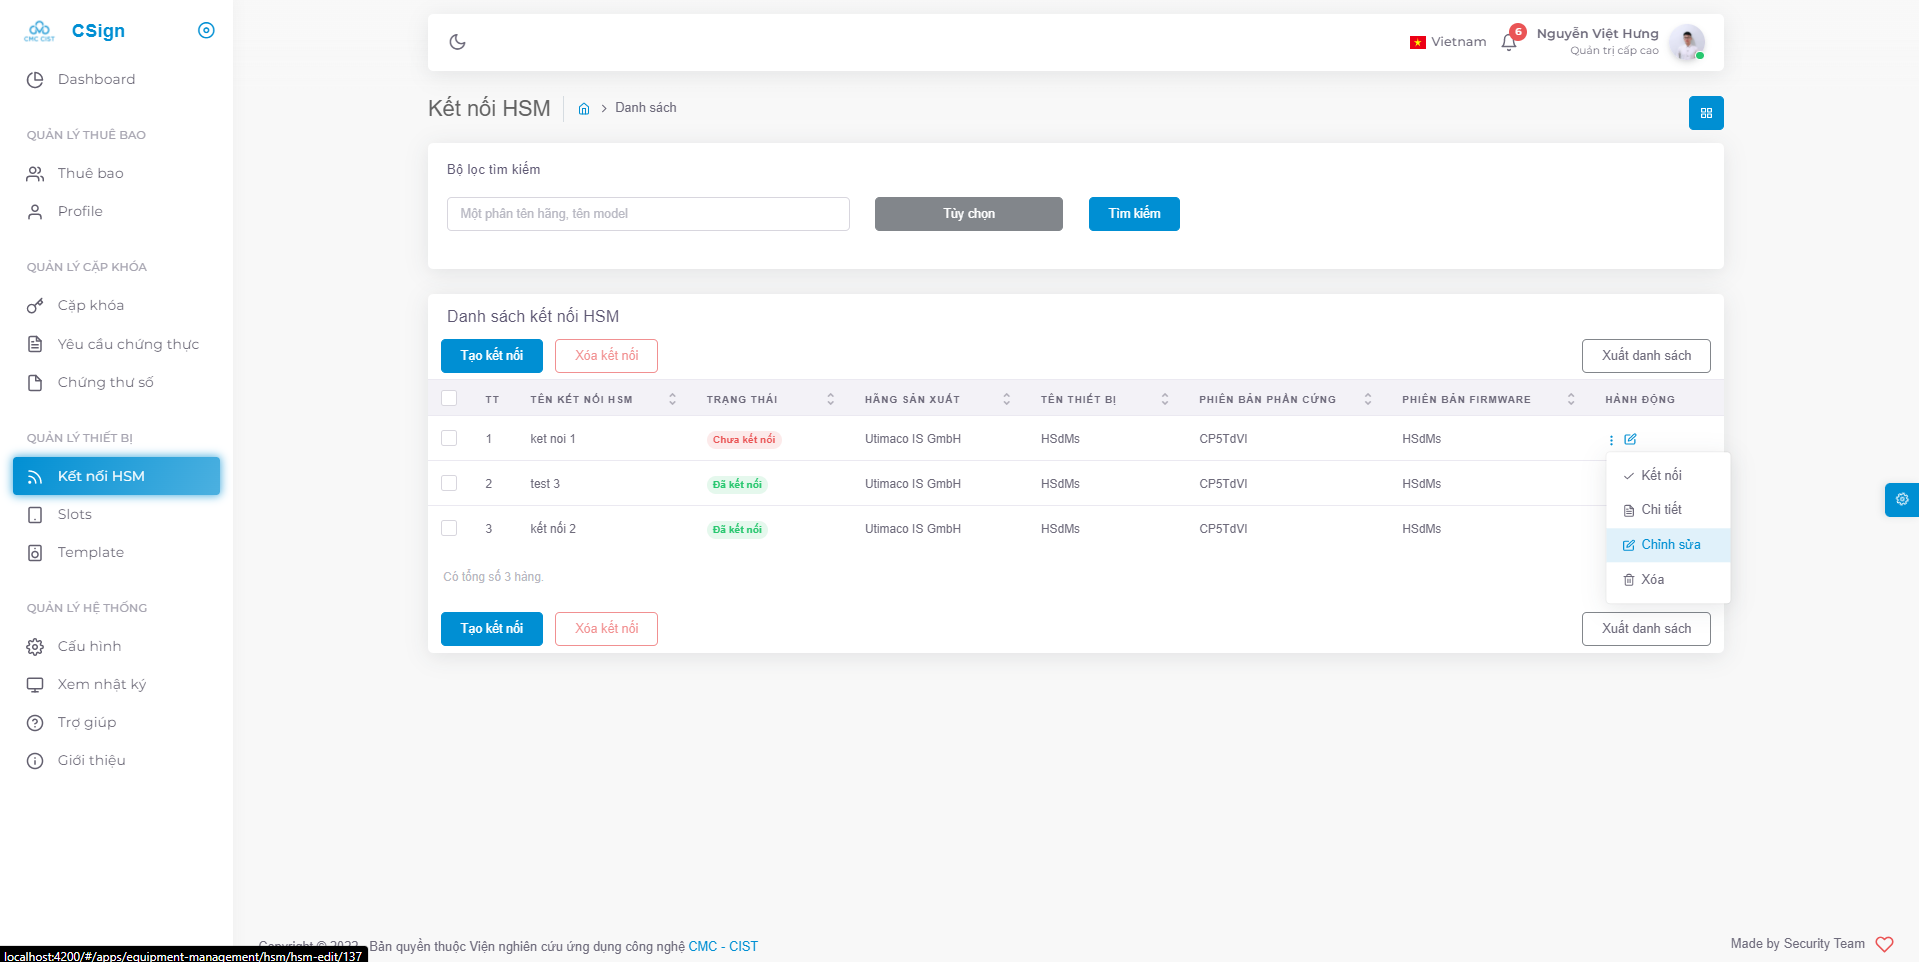 CMC CIST
CSign
Dashboard
QUẢN LÝ THUÊ BAO
Thuê bao
Profile
QUẢN LÝ CẶP KHÓA
Cặp khóa
Yêu cầu chứng thực
Chứng thư số
QUẢN LÝ THIẾT BỊ
Kết nối HSM
Slots
Template
QUẢN LÝ HỆ THỐNG
Cấu hình
Xem nhật ký
Trợ giúp
Giới thiệu
Vietnam
6
Nguyễn Việt Hưng
Quản trị cấp cao
Kết nối HSM
Danh sách
Bộ lọc tìm kiếm
Một phần tên hãng, tên model
Tùy chọn
Tìm kiếm
Danh sách kết nối HSM
Tạo kết nối
Xóa kết nối
Xuất danh sách
TT TÊN KẾT NỐI HSM TRẠNG THÁI HÃNG SẢN XUẤT TÊN THIẾT BỊ PHIÊN BẢN PHẦN CỨNG PHIÊN BẢN FIRMWARE HÀNH ĐỘNG
1 ket noi 1 Chưa kết nối Utimaco IS GmbH HSdMs CP5TdVl HSdMs
2 test 3 Đã kết nối Utimaco IS GmbH HSdMs CP5TdVl HSdMs
3 kết nối 2 Đã kết nối Utimaco IS GmbH HSdMs CP5TdVl HSdMs
Kết nối
Chi tiết
Chỉnh sửa
Xóa
Có tổng số 3 hàng.
Tạo kết nối
Xóa kết nối
Xuất danh sách
Copyright © 2022 Bản quyền thuộc Viện nghiên cứu ứng dụng công nghệ CMC - CIST
Made by Security Team
localhost:4200/#/apps/equipment-management/hsm/hsm-edit/137